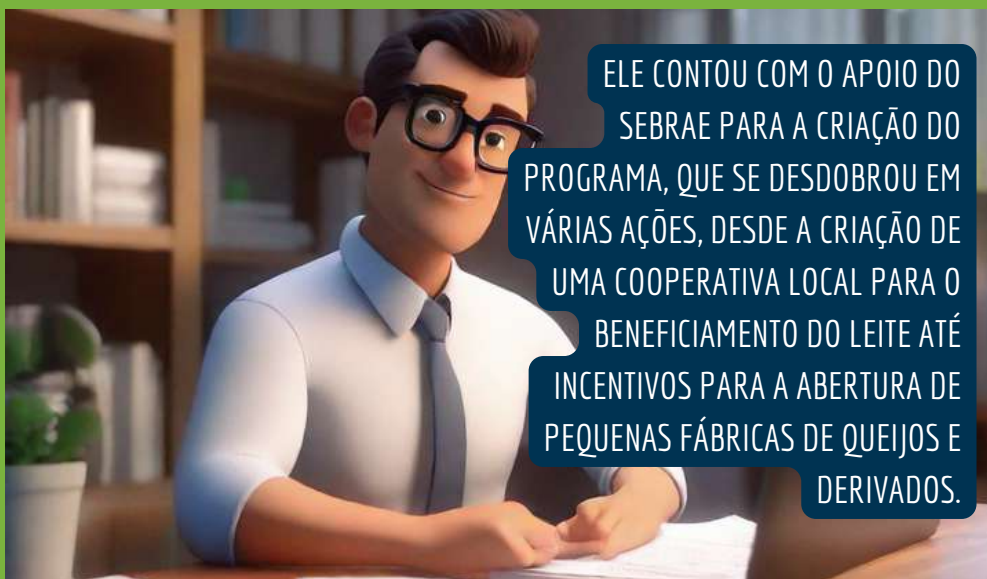 ELE CONTOU COM O APOIO DO
SEBRAE PARA A CRIAÇÃO DO
PROGRAMA, QUE SE DESDOBROU EM
VÁRIAS AÇÕES, DESDE A CRIAÇÃO DE
UMA COOPERATIVA LOCAL PARA O
BENEFICIAMENTO DO LEITE ATÉ
INCENTIVOS PARA A ABERTURA DE
PEQUENAS FÁBRICAS DE QUEIJOS E
DERIVADOS.